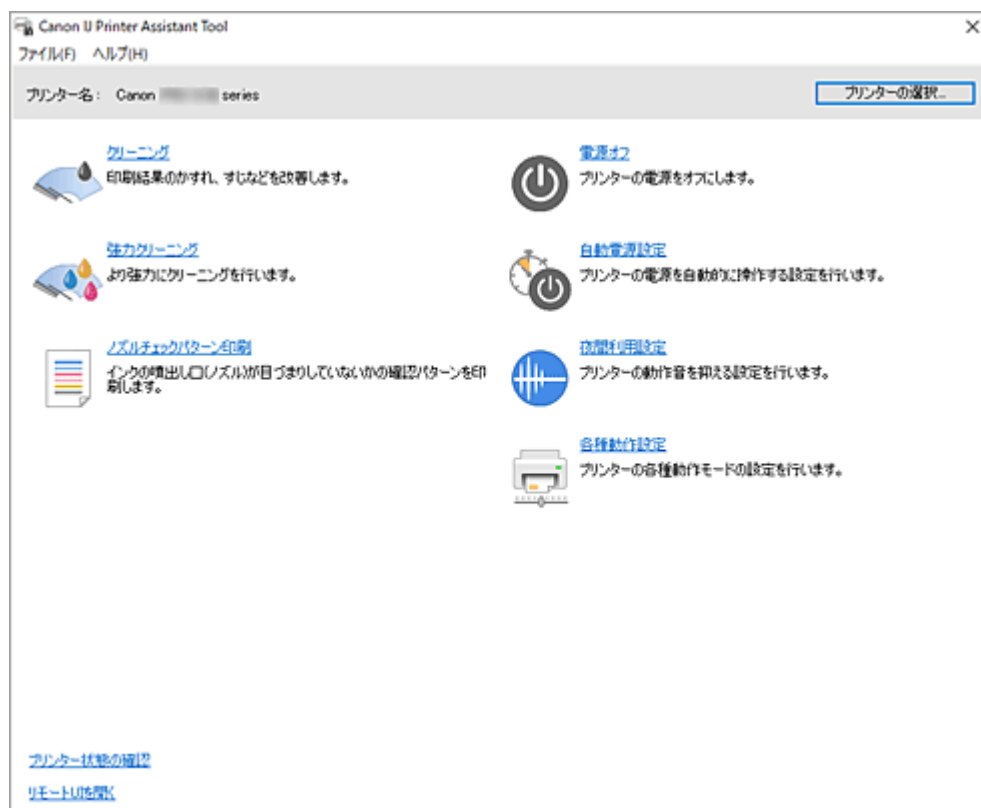 Canon IJ Printer Assistant Tool
ファイル(F) ヘルプ(H)
プリンター名： Canon series
プリンターの選択...
クリーニング
印刷結果のかすれ、すじなどを改善します。
強力クリーニング
より強力にクリーニングを行います。
ノズルチェックパターン印刷
インクの噴出し口(ノズル)が目づまりしていないかの確認パターンを印
刷します。
電源オフ
プリンターの電源をオフにします。
自動電源設定
プリンターの電源を自動的に操作する設定を行います。
夜間利用設定
プリンターの動作音を抑える設定を行います。
各種動作設定
プリンターの各種動作モードの設定を行います。
プリンター状態の確認
リモートUIを開く